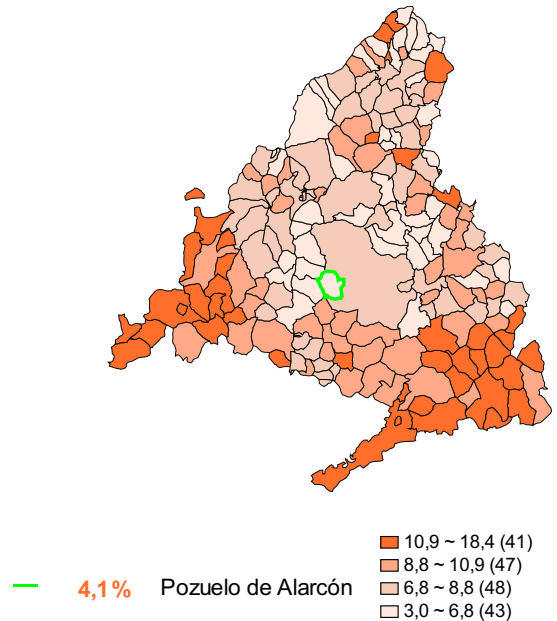 10,9 ~ 18,4 (41)
8,8 ~ 10,9 (47)
6,8 ~ 8,8 (48)
3,0 ~ 6,8 (43)
4,1% Pozuelo de Alarcón